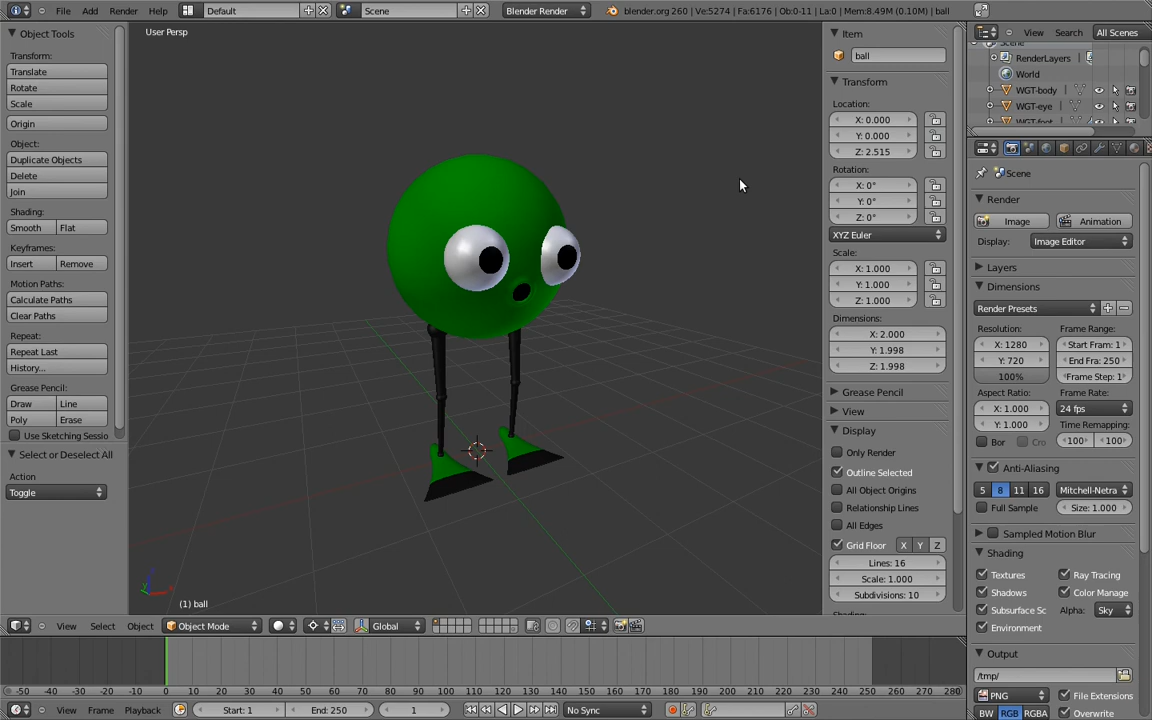 File Add Render Help Default Scene Blender Render blender.org 260 | Ve:5274 | Fa:6176 | Ob:0-11 | La:0 | Mem:8.49M (0.10M) | ball
Object Tools
Transform:
Translate
Rotate
Scale
Origin
Object:
Duplicate Objects
Delete
Join
Shading:
Smooth Flat
Keyframes:
Insert Remove
Motion Paths:
Calculate Paths
Clear Paths
Repeat:
Repeat Last
History...
Grease Pencil:
Draw Line
Poly Erase
Use Sketching Sessio
Select or Deselect All
Action
Toggle
User Persp
(1) ball
Item
ball
Transform
Location:
X: 0.000
Y: 0.000
Z: 2.515
Rotation:
X: 0°
Y: 0°
Z: 0°
XYZ Euler
Scale:
X: 1.000
Y: 1.000
Z: 1.000
Dimensions:
X: 2.000
Y: 1.998
Z: 1.998
Grease Pencil
View
Display
Only Render
Outline Selected
All Object Origins
Relationship Lines
All Edges
Grid Floor X Y Z
Lines: 16
Scale: 1.000
Subdivisions: 10
View Search All Scenes
Scene
RenderLayers |
World
WGT-body |
WGT-eye |
WGT-foot
Scene
Render
Image Animation
Display: Image Editor
Layers
Dimensions
Render Presets
Resolution: Frame Range:
X: 1280 Start Fram: 1
Y: 720 End Fra: 250
100% Frame Step: 1
Aspect Ratio: Frame Rate:
X: 1.000 24 fps
Y: 1.000 Time Remapping:
Bor Cro 100 100
Anti-Aliasing
5 8 11 16 Mitchell-Netra
Full Sample Size: 1.000
Sampled Motion Blur
Shading
Textures Ray Tracing
Shadows Color Manage
Subsurface Sc Alpha: Sky
Environment
Output
/tmp/
PNG File Extensions
BW RGB RGBA Overwrite
View Select Object Object Mode Global
-50 -40 -30 -20 -10 0 10 20 30 40 50 60 70 80 90 100 110 120 130 140 150 160 170 180 190 200 210 220 230 240 250 260 270 280
View Frame Playback Start: 1 End: 250 1 No Sync